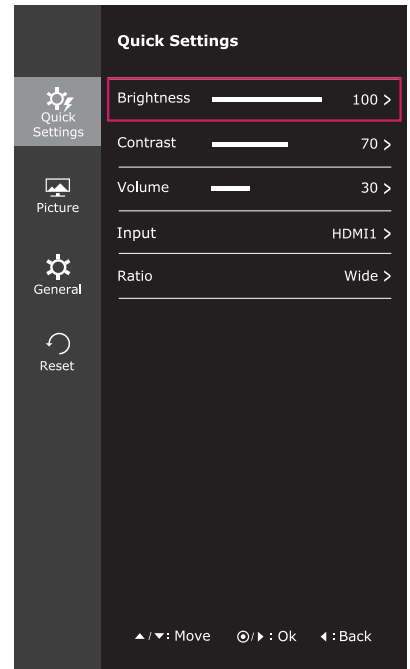 Quick Settings
Quick
Settings
Picture
General
Reset
Brightness 100 >
Contrast 70 >
Volume 30 >
Input HDMI1 >
Ratio Wide >
▲/▼: Move ◉/▶ : Ok ◀ : Back